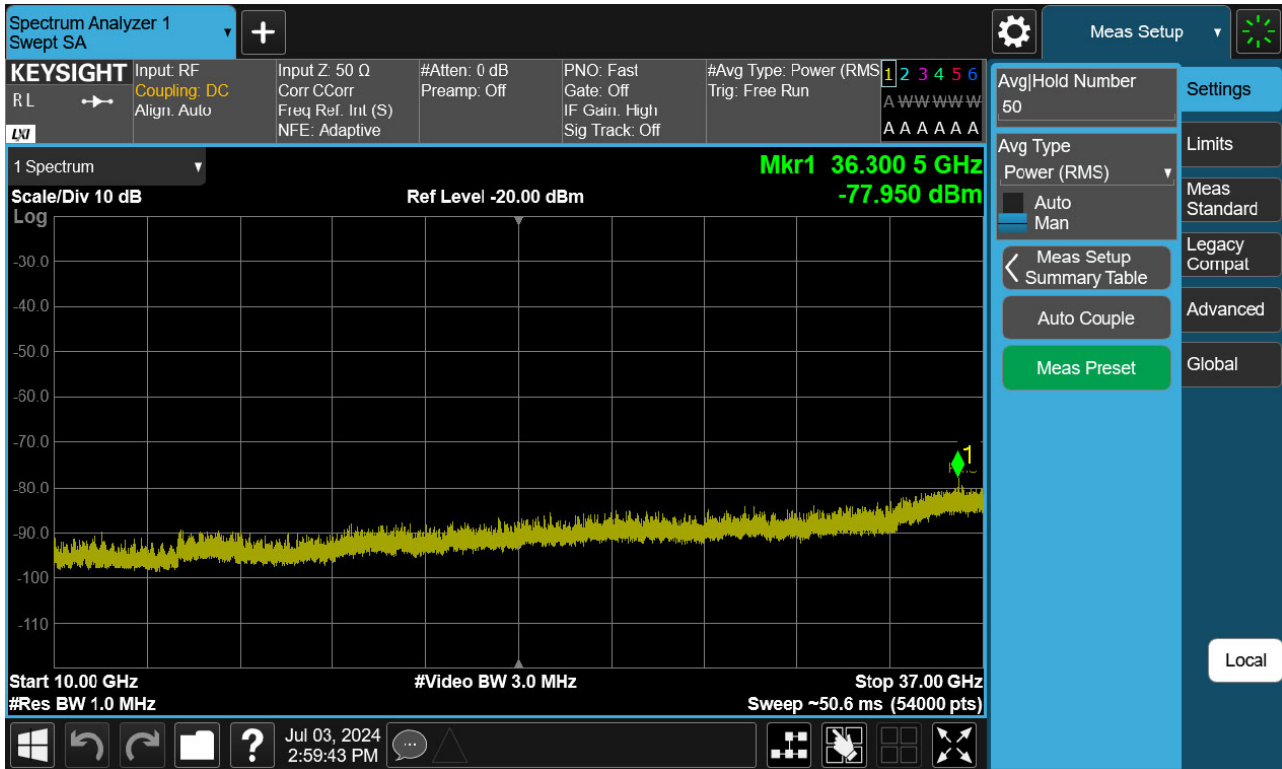 Spectrum Analyzer 1
Swept SA
+
Meas Setup
KEYSIGHT
R L
LXI
Input: RF
Coupling: DC
Align: Auto
Input Z: 50 Ω
Corr CCorr
Freq Ref: Int (S)
NFE: Adaptive
#Atten: 0 dB
Preamp: Off
PNO: Fast
Gate: Off
IF Gain: High
Sig Track: Off
#Avg Type: Power (RMS
Trig: Free Run
1 2 3 4 5 6
A W W W W W
A A A A A A
1 Spectrum
Scale/Div 10 dB
Log
Ref Level -20.00 dBm
Mkr1 36.300 5 GHz
-77.950 dBm
-30.0
-40.0
-50.0
-60.0
-70.0
1
-80.0
-90.0
-100
-110
Start 10.00 GHz
#Res BW 1.0 MHz
#Video BW 3.0 MHz
Stop 37.00 GHz
Sweep ~50.6 ms (54000 pts)
Avg|Hold Number
50
Avg Type
Power (RMS)
Auto
Man
Meas Setup
Summary Table
Auto Couple
Meas Preset
Settings
Limits
Meas
Standard
Legacy
Compat
Advanced
Global
Local
?
Jul 03, 2024
2:59:43 PM